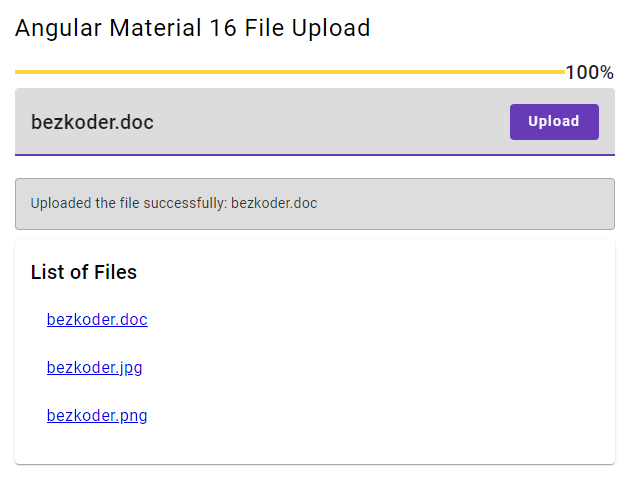 Angular Material 16 File Upload
100%
bezkoder.doc
Upload
Uploaded the file successfully: bezkoder.doc
List of Files
bezkoder.doc
bezkoder.jpg
bezkoder.png